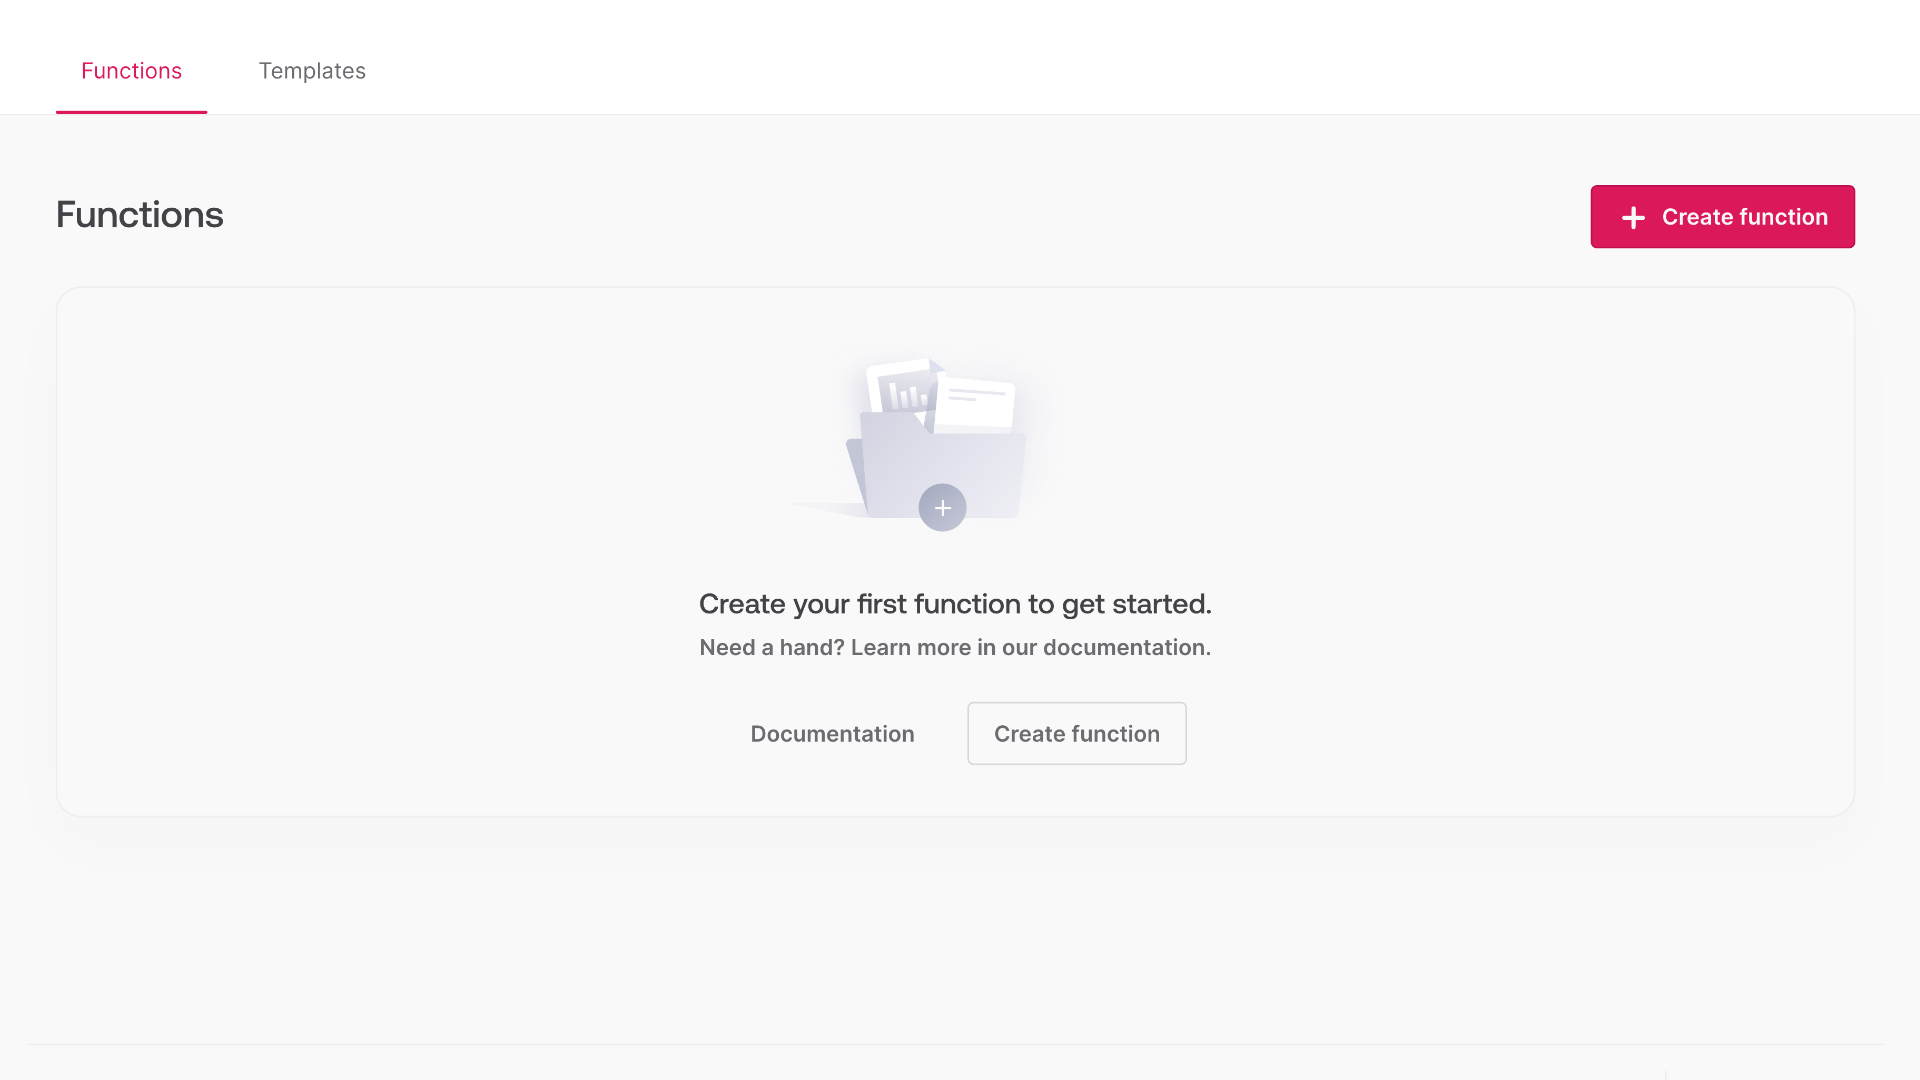 Functions
Templates
Functions
Create function
Create your first function to get started.
Need a hand? Learn more in our documentation.
Documentation
Create function